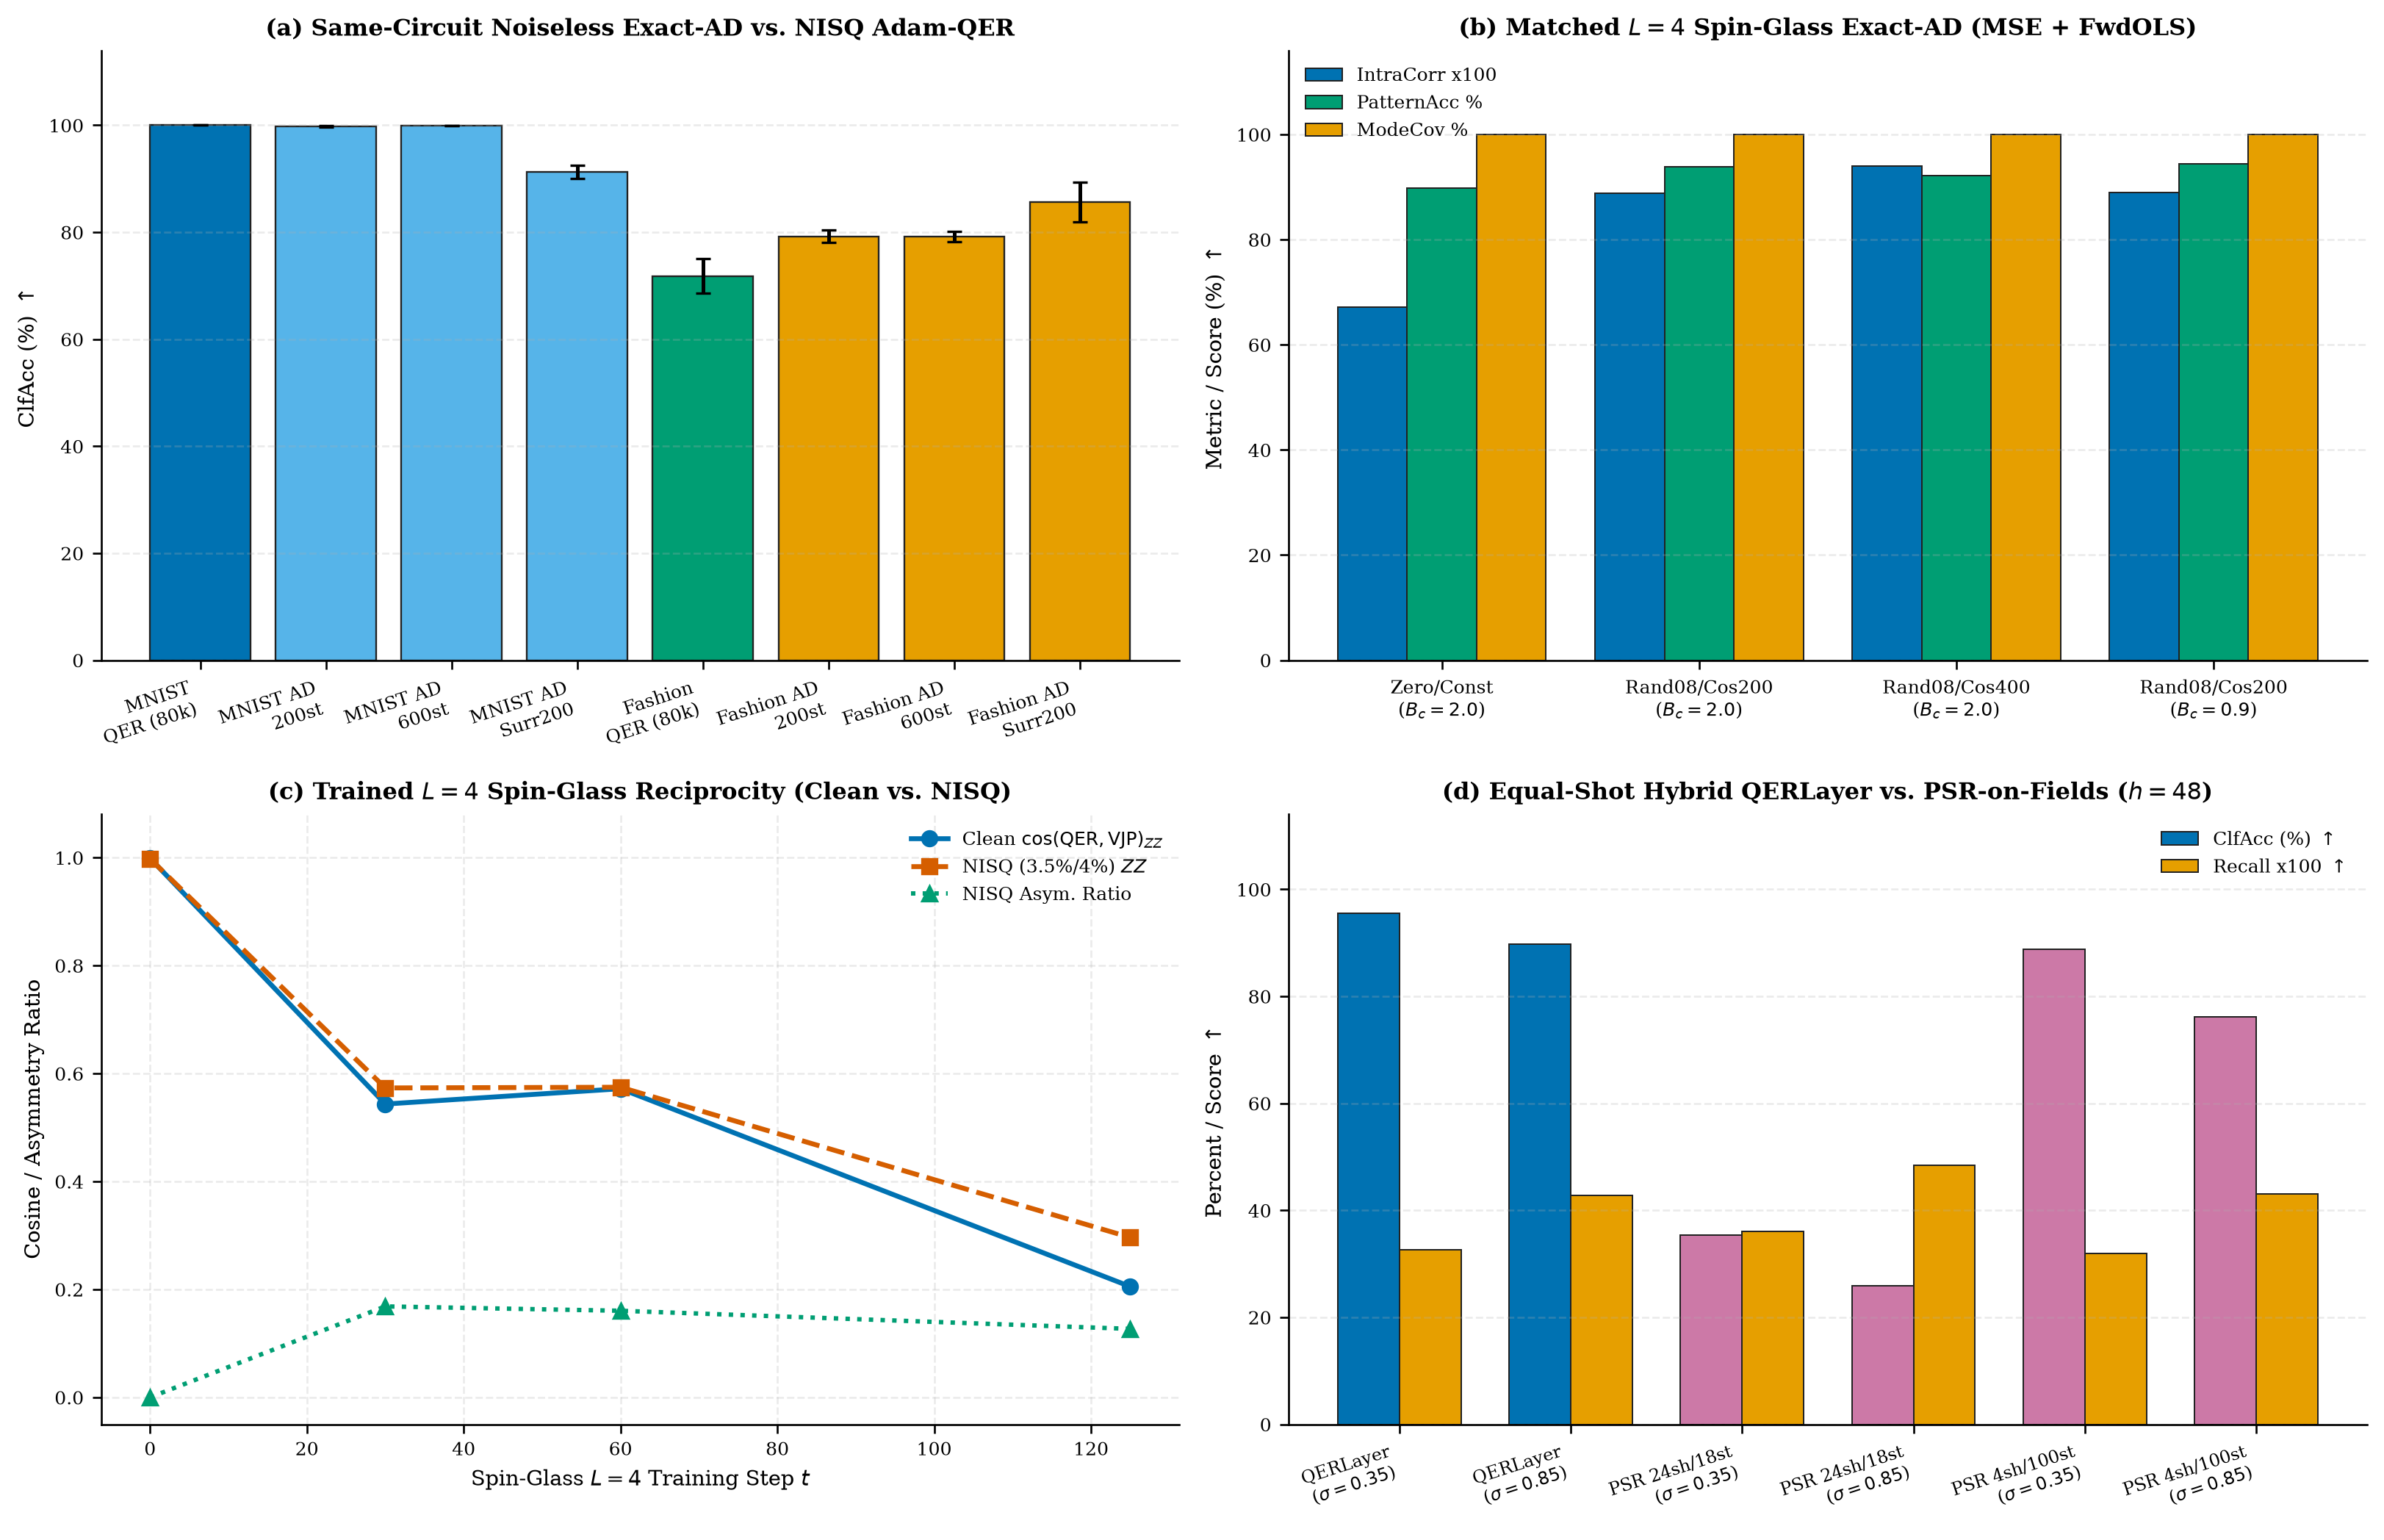 (a) Same-Circuit Noiseless Exact-AD vs. NISQ Adam-QER
ClfAcc (%) ↑
100
80
60
40
20
0
MNIST
QER (80k)
MNIST AD
200st
MNIST AD
600st
MNIST AD
Surr200
Fashion
QER (80k)
Fashion AD
200st
Fashion AD
600st
Fashion AD
Surr200
(b) Matched L = 4 Spin-Glass Exact-AD (MSE + FwdOLS)
IntraCorr x100
PatternAcc %
ModeCov %
Metric / Score (%) ↑
100
80
60
40
20
0
Zero/Const
(B_c = 2.0)
Rand08/Cos200
(B_c = 2.0)
Rand08/Cos400
(B_c = 2.0)
Rand08/Cos200
(B_c = 0.9)
(c) Trained L = 4 Spin-Glass Reciprocity (Clean vs. NISQ)
Clean cos(QER, VJP)_ZZ
NISQ (3.5%/4%) ZZ
NISQ Asym. Ratio
Cosine / Asymmetry Ratio
1.0
0.8
0.6
0.4
0.2
0.0
0
20
40
60
80
100
120
Spin-Glass L = 4 Training Step t
(d) Equal-Shot Hybrid QERLayer vs. PSR-on-Fields (h = 48)
ClfAcc (%) ↑
Recall x100 ↑
Percent / Score ↑
100
80
60
40
20
0
QERLayer
(σ = 0.35)
QERLayer
(σ = 0.85)
PSR 24sh/18st
(σ = 0.35)
PSR 24sh/18st
(σ = 0.85)
PSR 4sh/100st
(σ = 0.35)
PSR 4sh/100st
(σ = 0.85)